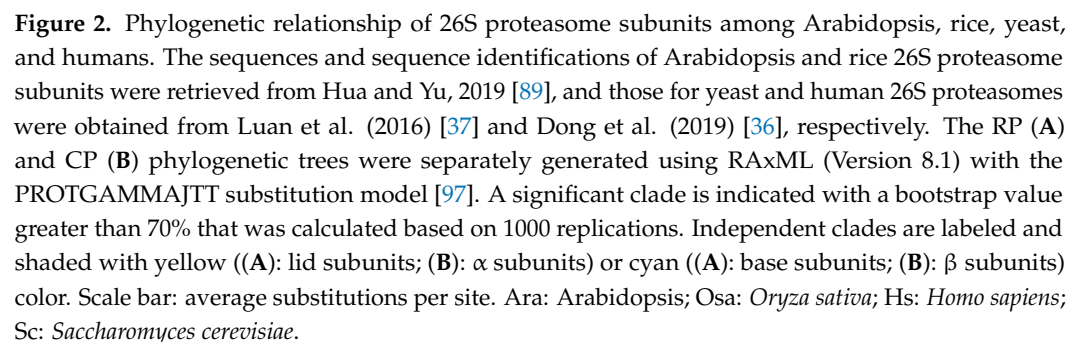 Figure 2. Phylogenetic relationship of 26S proteasome subunits among Arabidopsis, rice, yeast,
and humans. The sequences and sequence identifications of Arabidopsis and rice 26S proteasome
subunits were retrieved from Hua and Yu, 2019 [89], and those for yeast and human 26S proteasomes
were obtained from Luan et al. (2016) [37] and Dong et al. (2019) [36], respectively. The RP (A)
and CP (B) phylogenetic trees were separately generated using RAxML (Version 8.1) with the
PROTGAMMAJTT substitution model [97]. A significant clade is indicated with a bootstrap value
greater than 70% that was calculated based on 1000 replications. Independent clades are labeled and
shaded with yellow ((A): lid subunits; (B): α subunits) or cyan ((A): base subunits; (B): β subunits)
color. Scale bar: average substitutions per site. Ara: Arabidopsis; Osa: Oryza sativa; Hs: Homo sapiens;
Sc: Saccharomyces cerevisiae.